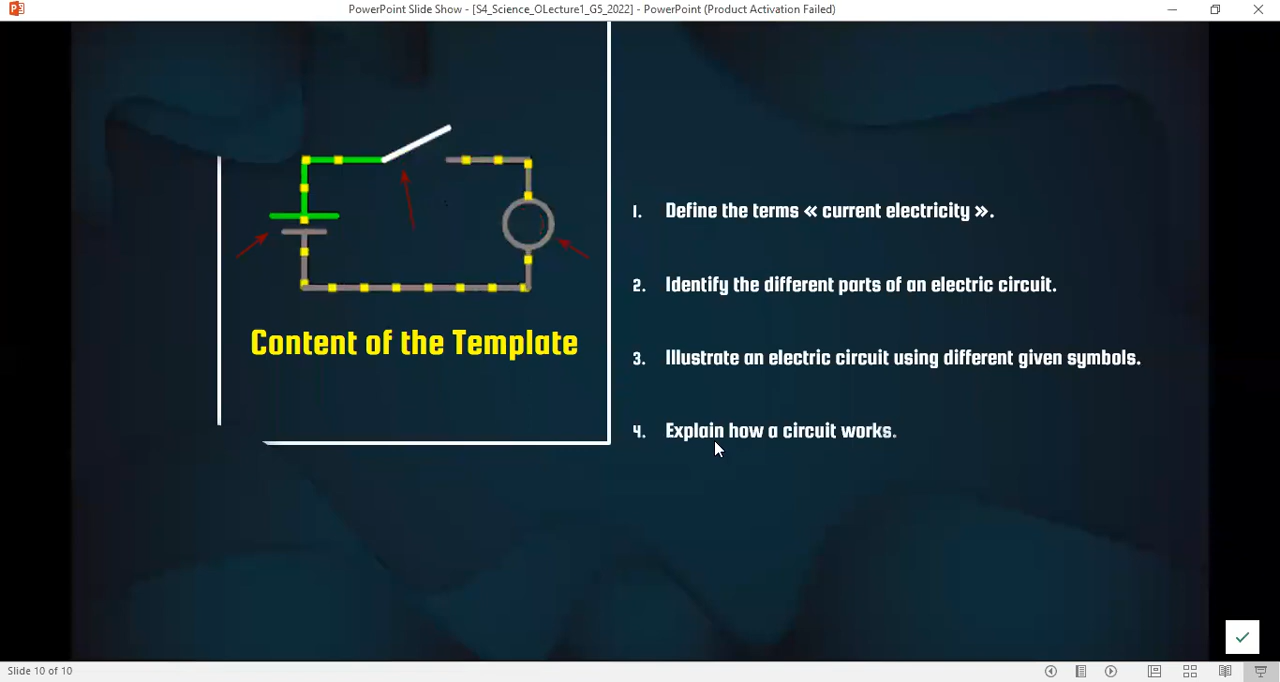 PowerPoint Slide Show - [S4_Science_OLecture1_G5_2022] - PowerPoint (Product Activation Failed)
Content of the Template
1. Define the terms « current electricity ».
2. Identify the different parts of an electric circuit.
3. Illustrate an electric circuit using different given symbols.
4. Explain how a circuit works.
Slide 10 of 10